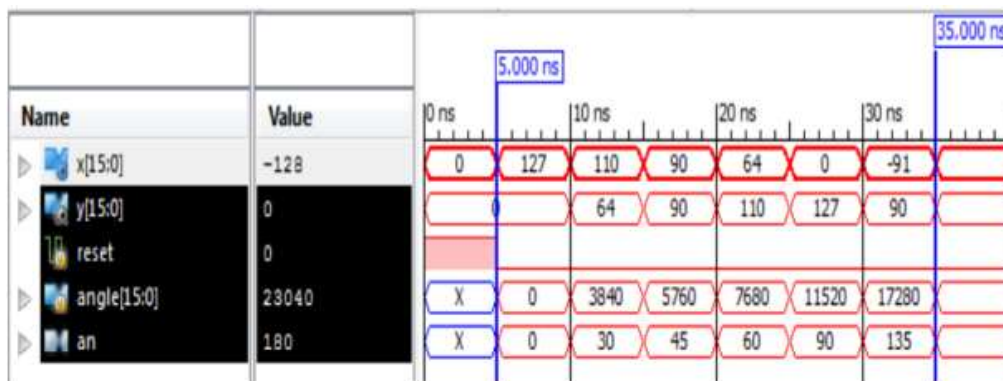 35.000 ns
5.000 ns
Name Value 0 ns 10 ns 20 ns 30 ns
x[15:0] -128 0 127 110 90 64 0 -91
y[15:0] 0 0 64 90 110 127 90
reset 0
angle[15:0] 23040 X 0 3840 5760 7680 11520 17280
an 180 X 0 30 45 60 90 135